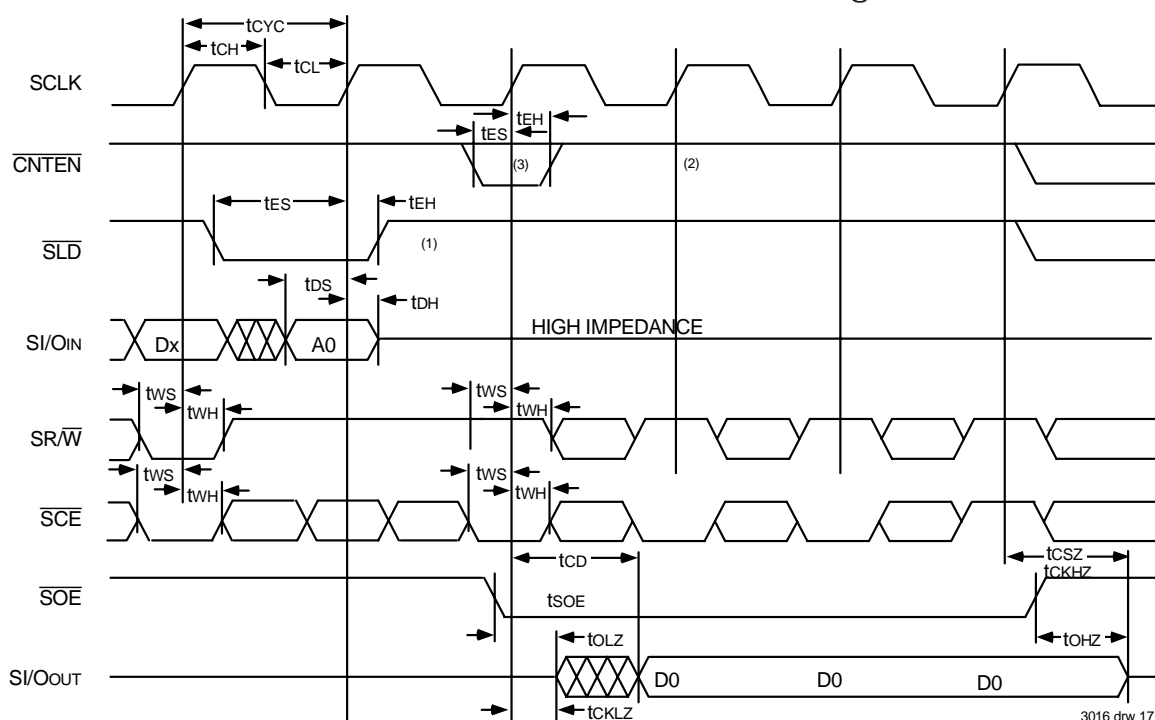 tCYC
tCH
tCL
SCLK
tEH
tES
CNTEN
(3)
(2)
tES
tEH
SLD
(1)
tDS
tDH
SI/OIN
Dx
A0
HIGH IMPEDANCE
tWS
tWH
tWS
tWH
SR/W
tWS
tWH
tWS
tWH
SCE
tCD
tCSZ
tCKHZ
SOE
tSOE
tOLZ
tOHZ
SI/OOUT
D0
D0
D0
tCKLZ
3016 drw 17